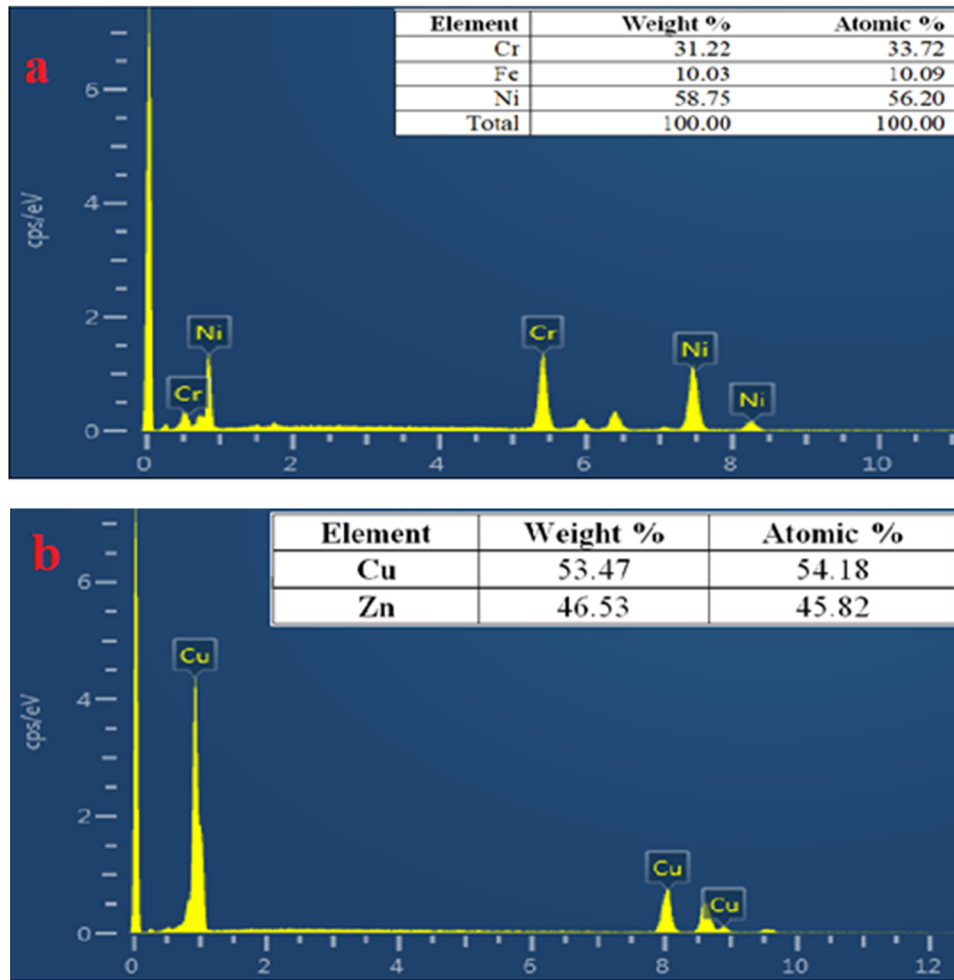 a
Element Weight % Atomic %
Cr 31.22 33.72
Fe 10.03 10.09
Ni 58.75 56.20
Total 100.00 100.00
6
4
2
0
cps/eV
Cr
Ni
Cr
Ni
Ni
0 2 4 6 8 10
b
Element Weight % Atomic %
Cu 53.47 54.18
Zn 46.53 45.82
6
4
2
0
cps/eV
Cu
Cu
Cu
0 2 4 6 8 10 12